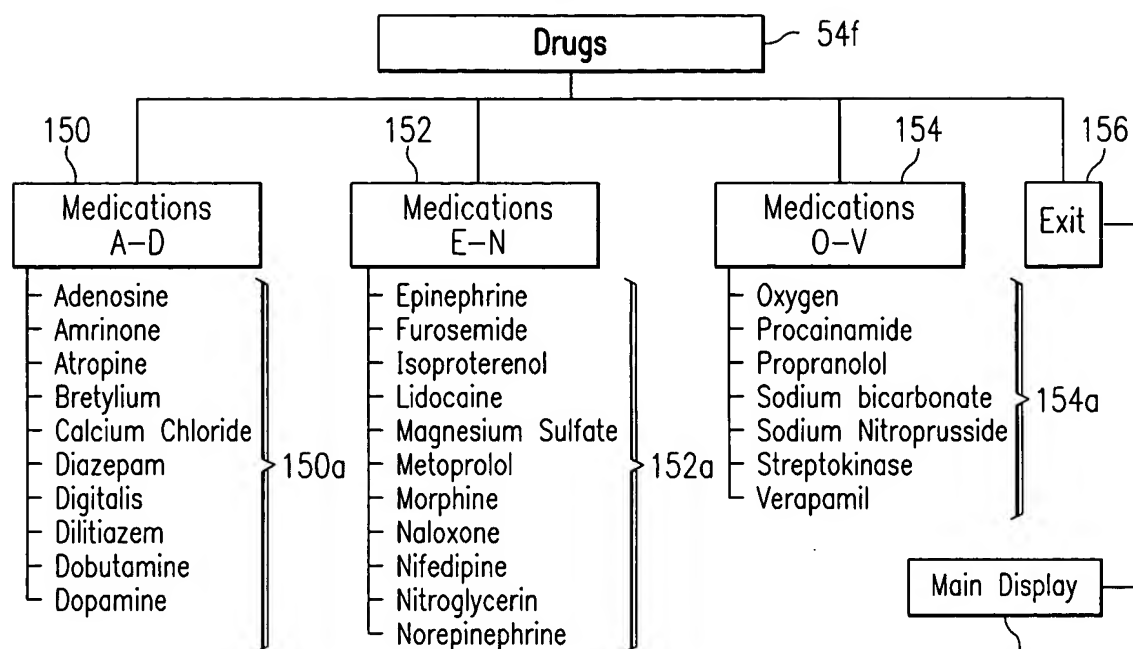 Drugs
54f
150
152
154
156
Medications
A-D
Medications
E-N
Medications
O-V
Exit
Adenosine
Amrinone
Atropine
Bretylium
Calcium Chloride
Diazepam
Digitalis
Dilitiazem
Dobutamine
Dopamine
150a
Epinephrine
Furosemide
Isoproterenol
Lidocaine
Magnesium Sulfate
Metoprolol
Morphine
Naloxone
Nifedipine
Nitroglycerin
Norepinephrine
152a
Oxygen
Procainamide
Propranolol
Sodium bicarbonate
Sodium Nitroprusside
Streptokinase
Verapamil
154a
Main Display